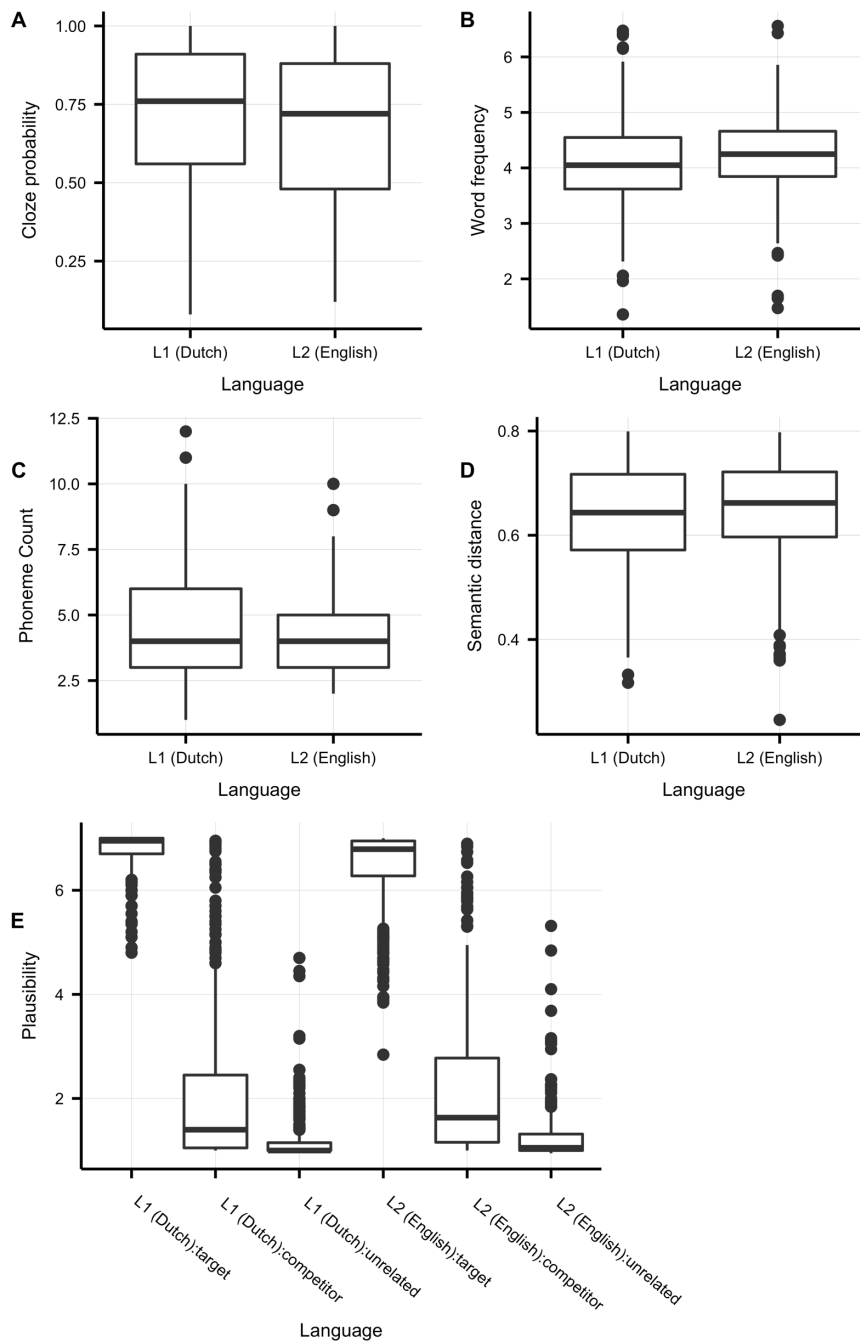 A
1.00
0.75
0.50
0.25
Cloze probability
L1 (Dutch)
L2 (English)
Language
B
6
5
4
3
2
Word frequency
L1 (Dutch)
L2 (English)
Language
C
12.5
10.0
7.5
5.0
2.5
Phoneme Count
L1 (Dutch)
L2 (English)
Language
D
0.8
0.6
0.4
Semantic distance
L1 (Dutch)
L2 (English)
Language
E
6
4
2
Plausibility
L1 (Dutch):target
L1 (Dutch):competitor
L1 (Dutch):unrelated
L2 (English):target
L2 (English):competitor
L2 (English):unrelated
Language